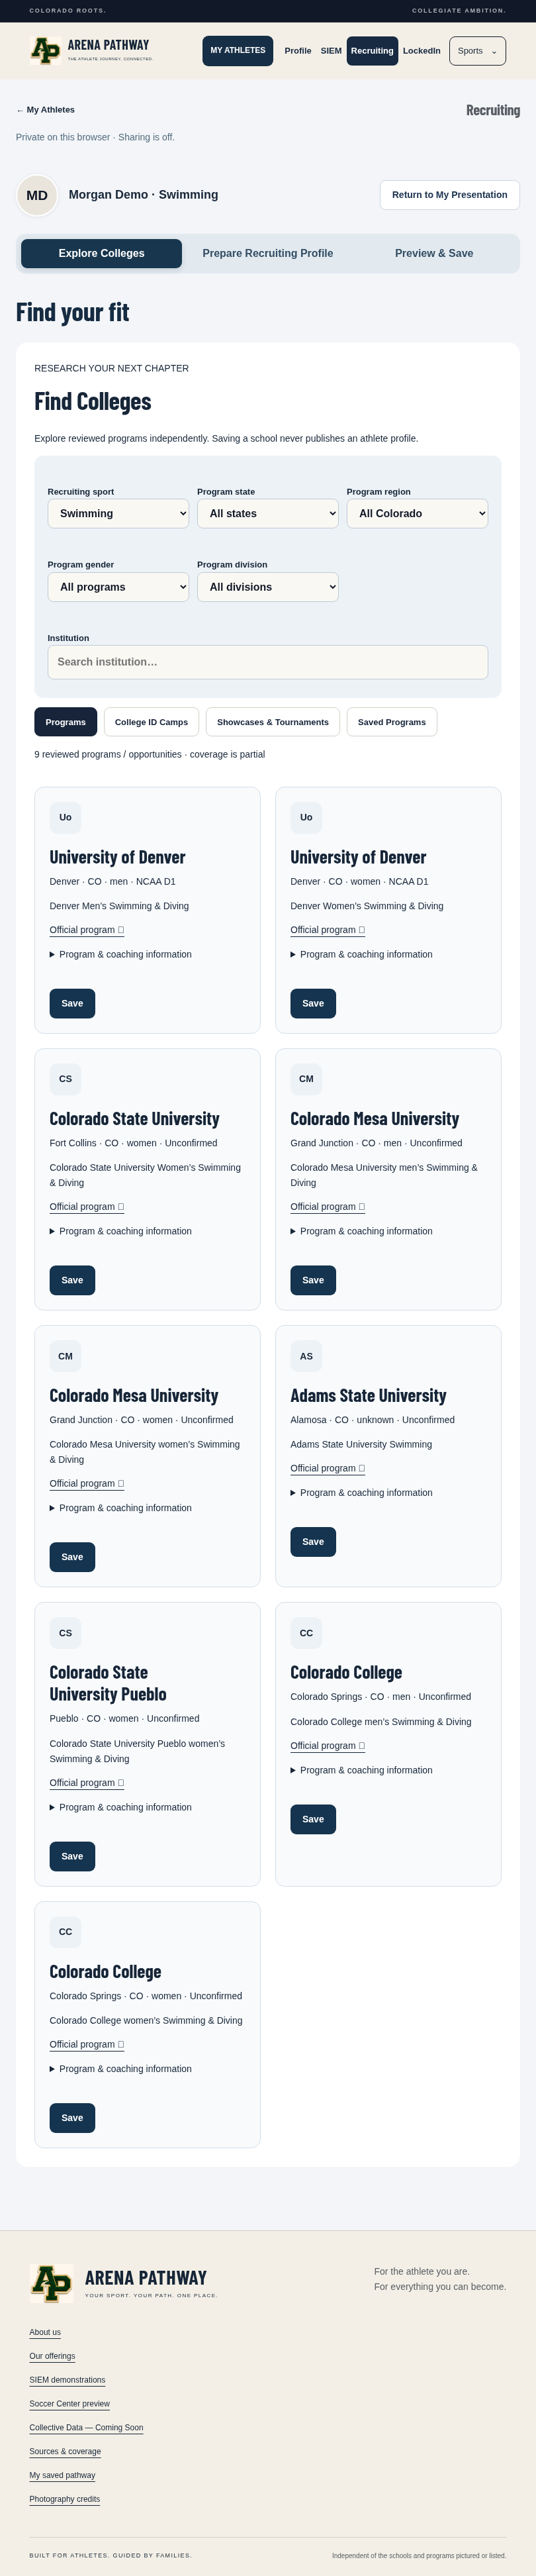 COLORADO ROOTS.
COLLEGIATE AMBITION.
AP ARENA PATHWAY
THE ATHLETE JOURNEY, CONNECTED.
MY ATHLETES Profile SIEM Recruiting LockedIn Sports
← My Athletes
Recruiting
Private on this browser · Sharing is off.
MD Morgan Demo · Swimming
Return to My Presentation
Explore Colleges Prepare Recruiting Profile Preview & Save
Find your fit
RESEARCH YOUR NEXT CHAPTER
Find Colleges
Explore reviewed programs independently. Saving a school never publishes an athlete profile.
Recruiting sport Program state Program region
Swimming All states All Colorado
Program gender Program division
All programs All divisions
Institution
Search institution…
Programs College ID Camps Showcases & Tournaments Saved Programs
9 reviewed programs / opportunities · coverage is partial
Uo
University of Denver
Denver · CO · men · NCAA D1
Denver Men’s Swimming & Diving
Official program
▶ Program & coaching information
Save
Uo
University of Denver
Denver · CO · women · NCAA D1
Denver Women’s Swimming & Diving
Official program
▶ Program & coaching information
Save
CS
Colorado State University
Fort Collins · CO · women · Unconfirmed
Colorado State University Women’s Swimming
& Diving
Official program
▶ Program & coaching information
Save
CM
Colorado Mesa University
Grand Junction · CO · men · Unconfirmed
Colorado Mesa University men’s Swimming &
Diving
Official program
▶ Program & coaching information
Save
CM
Colorado Mesa University
Grand Junction · CO · women · Unconfirmed
Colorado Mesa University women’s Swimming
& Diving
Official program
▶ Program & coaching information
Save
AS
Adams State University
Alamosa · CO · unknown · Unconfirmed
Adams State University Swimming
Official program
▶ Program & coaching information
Save
CS
Colorado State
University Pueblo
Pueblo · CO · women · Unconfirmed
Colorado State University Pueblo women’s
Swimming & Diving
Official program
▶ Program & coaching information
Save
CC
Colorado College
Colorado Springs · CO · men · Unconfirmed
Colorado College men’s Swimming & Diving
Official program
▶ Program & coaching information
Save
CC
Colorado College
Colorado Springs · CO · women · Unconfirmed
Colorado College women’s Swimming & Diving
Official program
▶ Program & coaching information
Save
AP ARENA PATHWAY
YOUR SPORT. YOUR PATH. ONE PLACE.
For the athlete you are.
For everything you can become.
About us
Our offerings
SIEM demonstrations
Soccer Center preview
Collective Data — Coming Soon
Sources & coverage
My saved pathway
Photography credits
BUILT FOR ATHLETES. GUIDED BY FAMILIES.
Independent of the schools and programs pictured or listed.